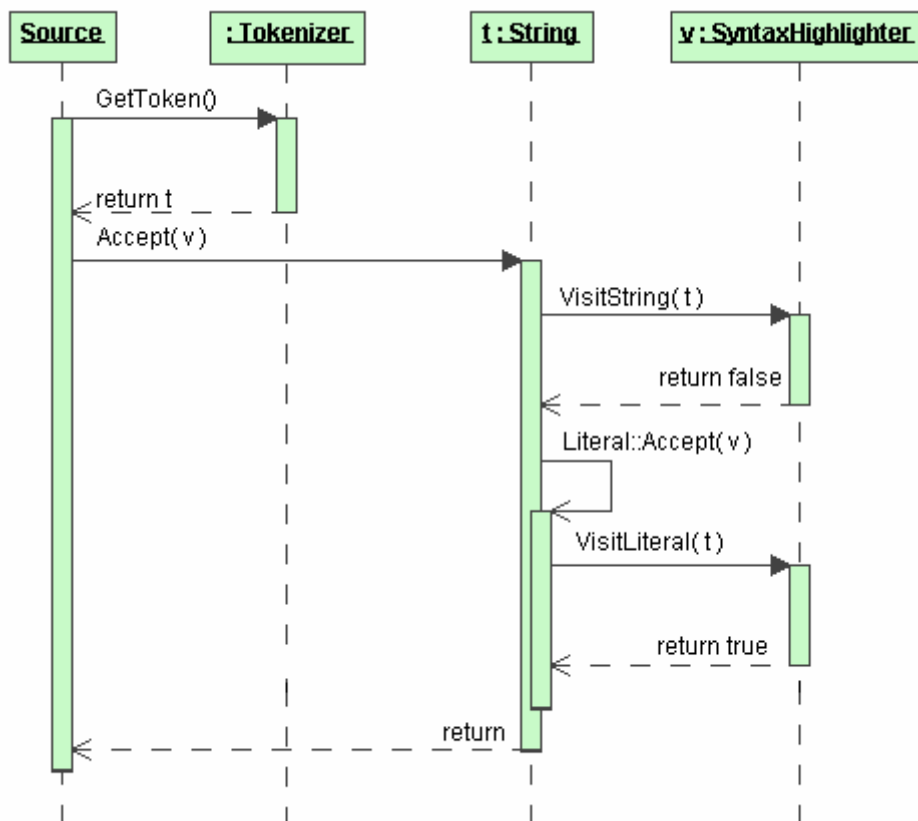 Source
: Tokenizer
t : String
v : SyntaxHighlighter
GetToken()
return t
Accept( v )
VisitString( t )
return false
Literal::Accept( v )
VisitLiteral( t )
return true
return